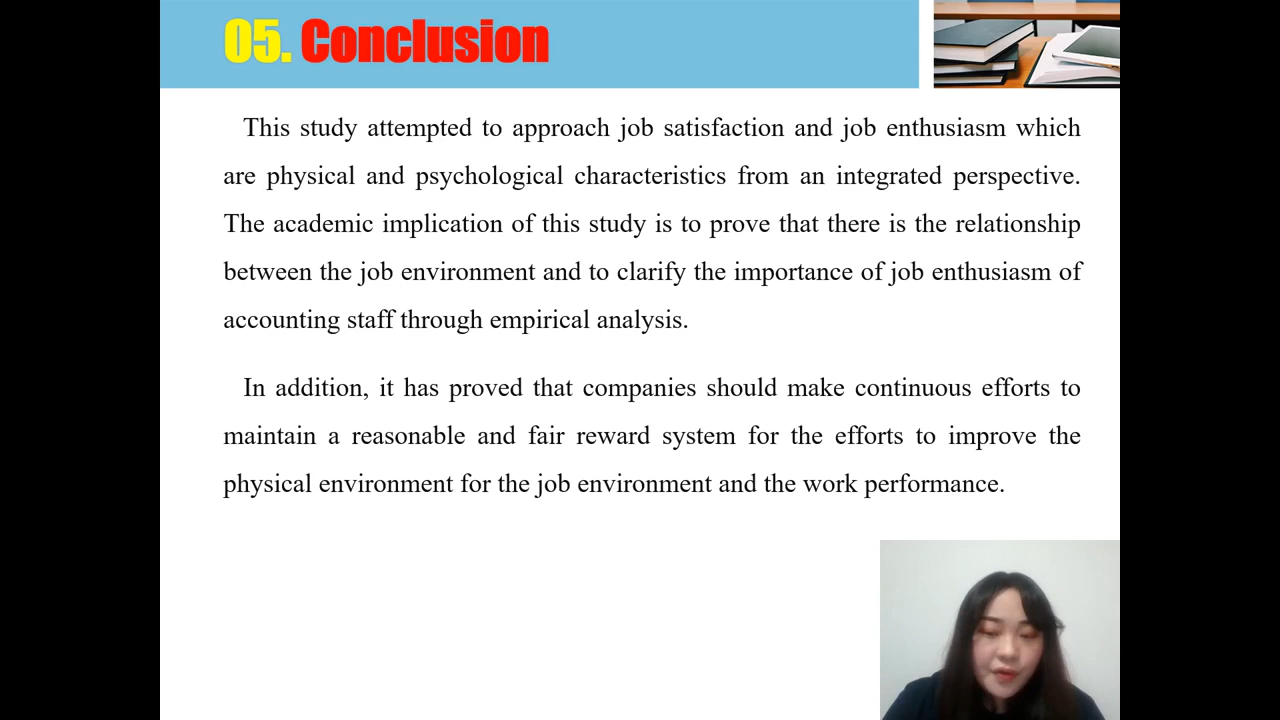 05. Conclusion
This study attempted to approach job satisfaction and job enthusiasm which
are physical and psychological characteristics from an integrated perspective.
The academic implication of this study is to prove that there is the relationship
between the job environment and to clarify the importance of job enthusiasm of
accounting staff through empirical analysis.
In addition, it has proved that companies should make continuous efforts to
maintain a reasonable and fair reward system for the efforts to improve the
physical environment for the job environment and the work performance.